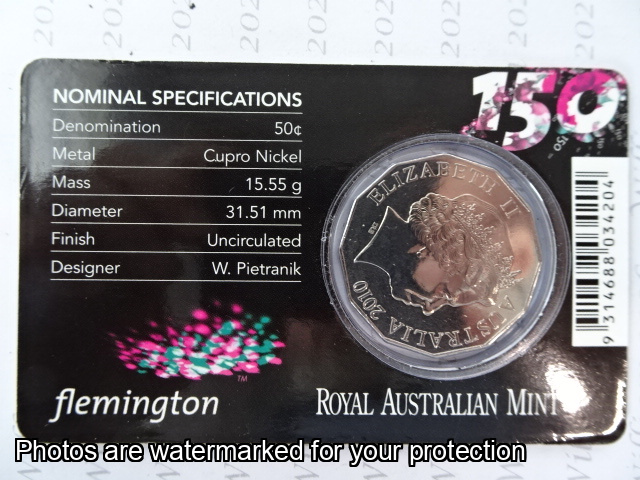 NOMINAL SPECIFICATIONS
Denomination 50¢
Metal Cupro Nickel
Mass 15.55 g
Diameter 31.51 mm
Finish Uncirculated
Designer W. Pietranik
150
ELIZABETH II
AUSTRALIA 2010
9 314688 034204
flemington
TM
ROYAL AUSTRALIAN MINT
Photos are watermarked for your protection